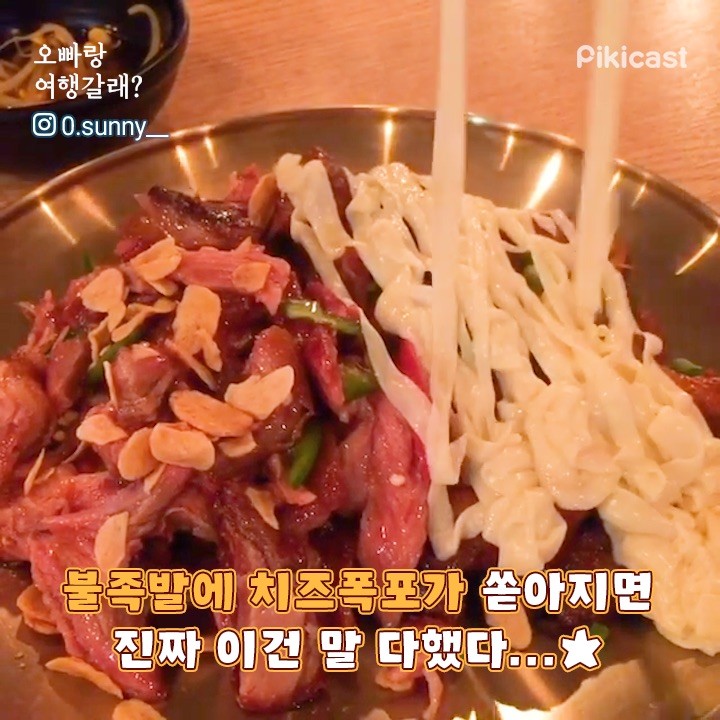 오빠랑
여행갈래?
0.sunny__
Pikicast
불족발에 치즈폭포가 쏟아지면
진짜 이건 말 다했다...★